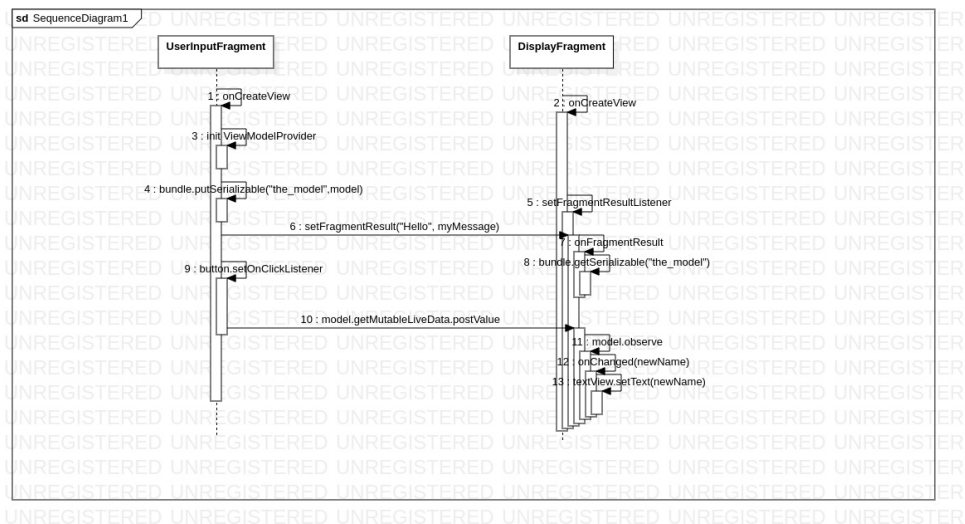 sd SequenceDiagram1
UserInputFragment
DisplayFragment
1 : onCreateView
2 : onCreateView
3 : init ViewModelProvider
4 : bundle.putSerializable("the_model",model)
5 : setFragmentResultListener
6 : setFragmentResult("Hello", myMessage)
7 : onFragmentResult
8 : bundle.getSerializable("the_model")
9 : button.setOnClickListener
10 : model.getMutableLiveData.postValue
11 : model.observe
12 : onChanged(newName)
13 : textView.setText(newName)
UNREGISTERED